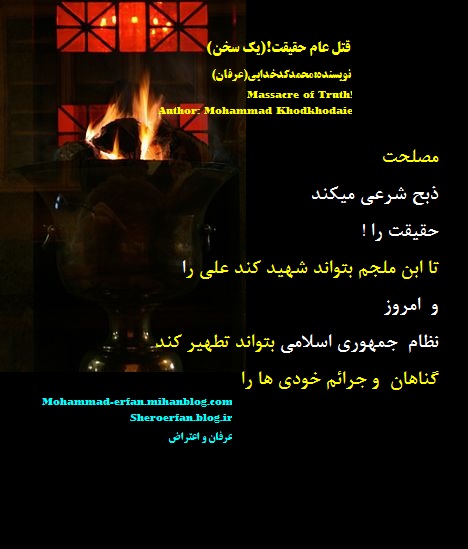 قتل عام حقیقت!(یک سخن)
نویسنده:محمدکدخدایی(عرفان)
Massacre of Truth!
Author: Mohammad Khodkhodaie
مصلحت
ذبح شرعی میکند
حقیقت را !
تا ابن ملجم بتواند شهید کند علی را
و امروز
نظام جمهوری اسلامی بتواند تطهیر کند
گناهان و جرائم خودی ها را
Mohammad-erfan.mihanblog.com
Sheroerfan.blog.ir
عرفان و اعتراض